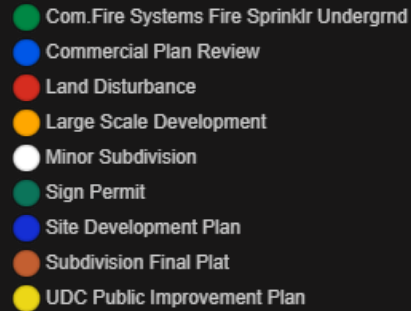 Com.Fire Systems Fire Sprinklr Undergrnd
Commercial Plan Review
Land Disturbance
Large Scale Development
Minor Subdivision
Sign Permit
Site Development Plan
Subdivision Final Plat
UDC Public Improvement Plan